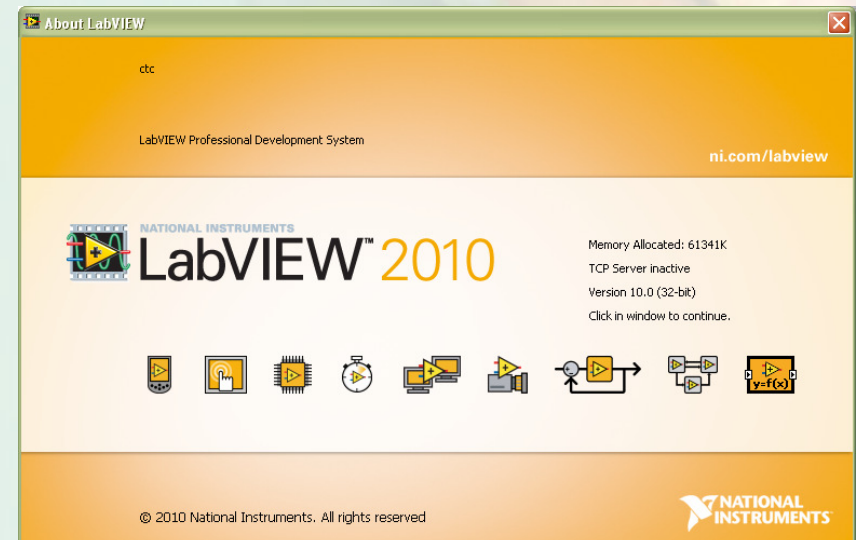 About LabVIEW
ctc
LabVIEW Professional Development System
ni.com/labview
NATIONAL INSTRUMENTS
LabVIEW™ 2010
Memory Allocated: 61341K
TCP Server inactive
Version 10.0 (32-bit)
Click in window to continue.
y=f(x)
© 2010 National Instruments. All rights reserved
NATIONAL
INSTRUMENTS